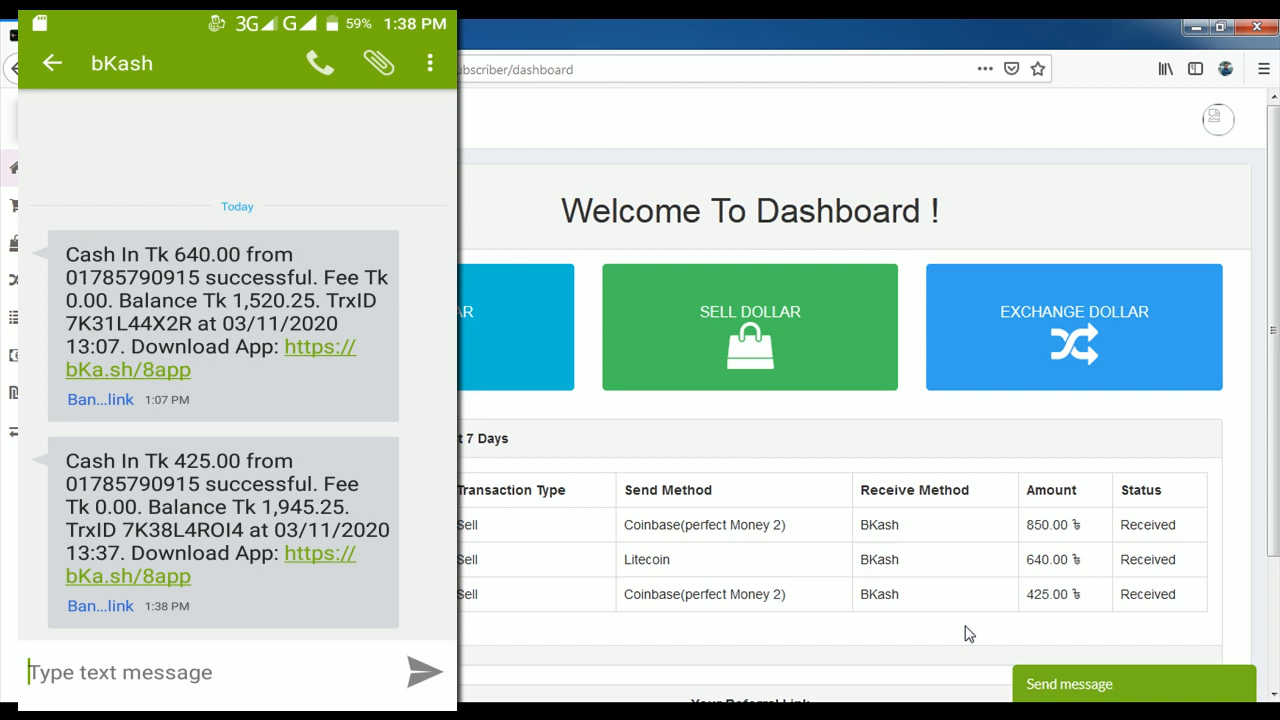 3G G 59% 1:38 PM
bKash
Today
Cash In Tk 640.00 from
01785790915 successful. Fee Tk
0.00. Balance Tk 1,520.25. TrxID
7K31L44X2R at 03/11/2020
13:07. Download App: https://
bKa.sh/8app
Ban...link 1:07 PM
Cash In Tk 425.00 from
01785790915 successful. Fee
Tk 0.00. Balance Tk 1,945.25.
TrxID 7K38L4ROI4 at 03/11/2020
13:37. Download App: https://
bKa.sh/8app
Ban...link 1:38 PM
Type text message
ubscriber/dashboard
Welcome To Dashboard !
AR
SELL DOLLAR
EXCHANGE DOLLAR
t 7 Days
Transaction Type Send Method Receive Method Amount Status
Sell Coinbase(perfect Money 2) BKash 850.00 ৳ Received
Sell Litecoin BKash 640.00 ৳ Received
Sell Coinbase(perfect Money 2) BKash 425.00 ৳ Received
Send message
Your Referral Link